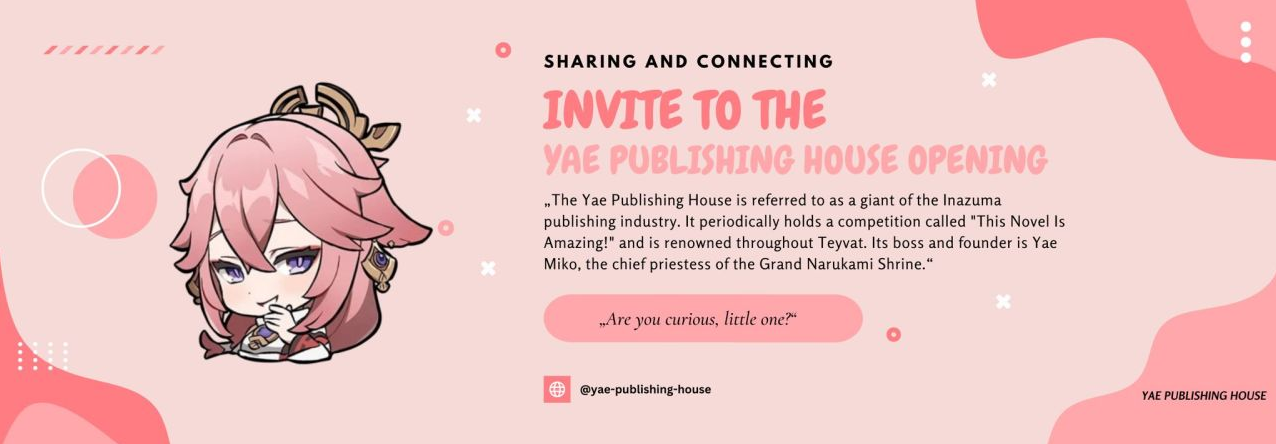 SHARING AND CONNECTING
INVITE TO THE
YAE PUBLISHING HOUSE OPENING
„The Yae Publishing House is referred to as a giant of the Inazuma
publishing industry. It periodically holds a competition called "This Novel Is
Amazing!" and is renowned throughout Teyvat. Its boss and founder is Yae
Miko, the chief priestess of the Grand Narukami Shrine.“
„Are you curious, little one?“
@yae-publishing-house
YAE PUBLISHING HOUSE